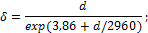 δ = d / exp(3,86 + d/2960);